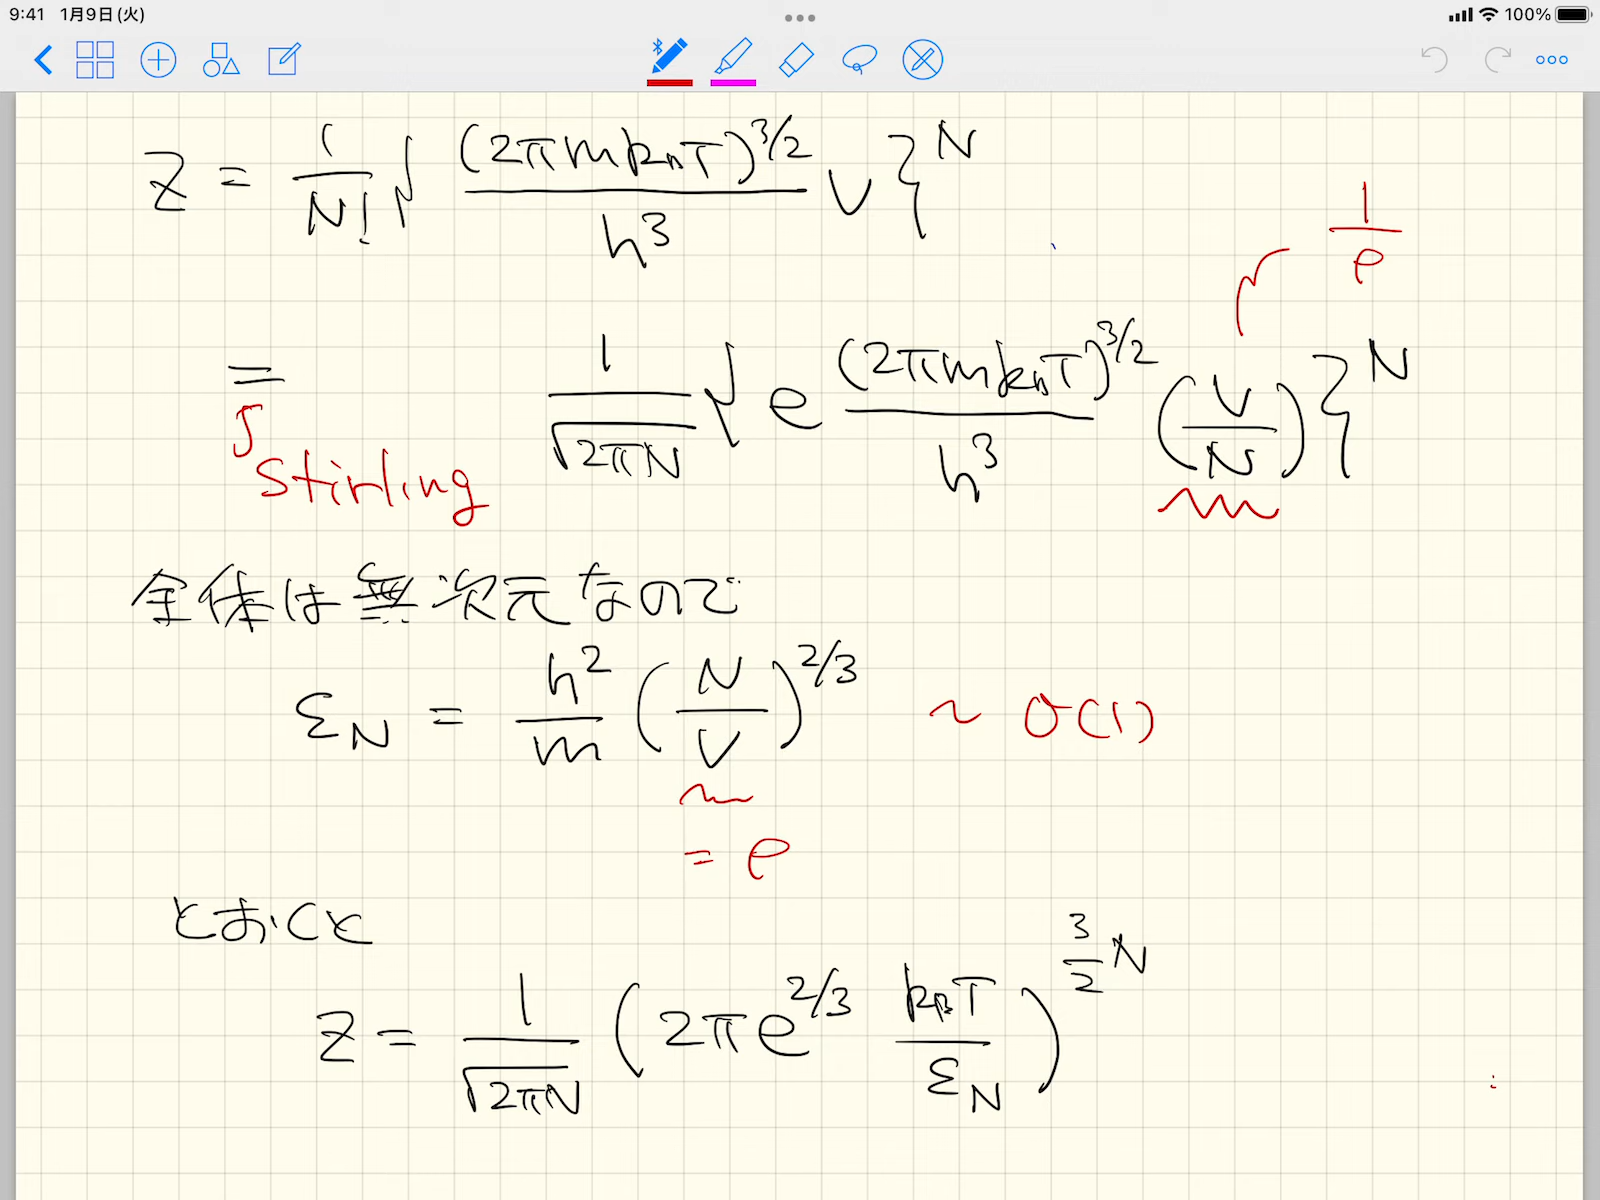 9:41 1月9日(火) 100%
Z = 1/N! { (2πmk_BT)^{3/2} / h^3 V }^N
1/ρ
= 1/√(2πN) { e (2πmk_BT)^{3/2} / h^3 (V/N) }^N
Stirling
全体は無次元なので
ε_N = h^2/m (N/V)^{2/3} ~ O(1)
= ρ
とおくと
Z = 1/√(2πN) (2πe^{2/3} k_BT/ε_N)^{3/2 N}